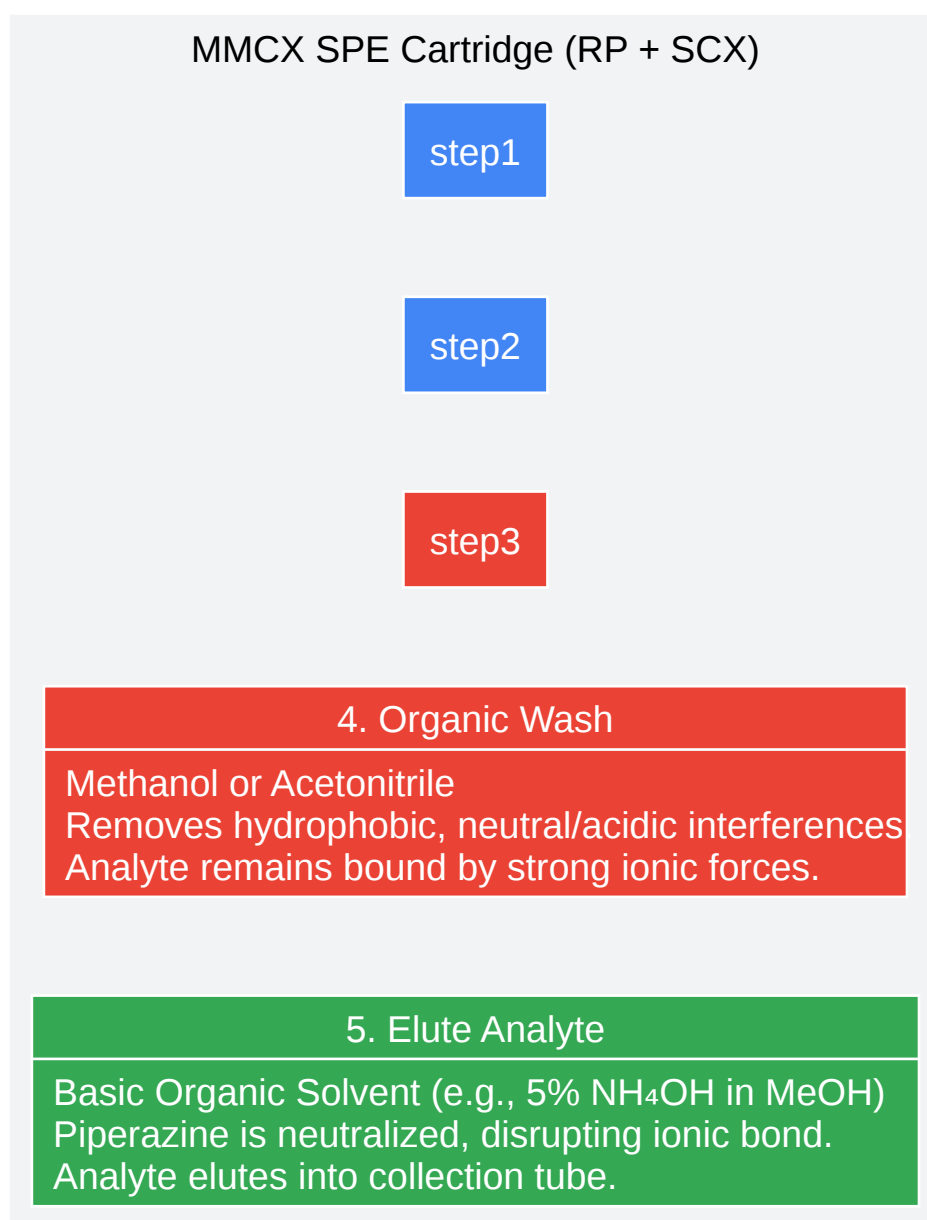 MMCX SPE Cartridge (RP + SCX)
step1
step2
step3
4. Organic Wash
Methanol or Acetonitrile
Removes hydrophobic, neutral/acidic interferences.
Analyte remains bound by strong ionic forces.
5. Elute Analyte
Basic Organic Solvent (e.g., 5% NH₄OH in MeOH)
Piperazine is neutralized, disrupting ionic bond.
Analyte elutes into collection tube.